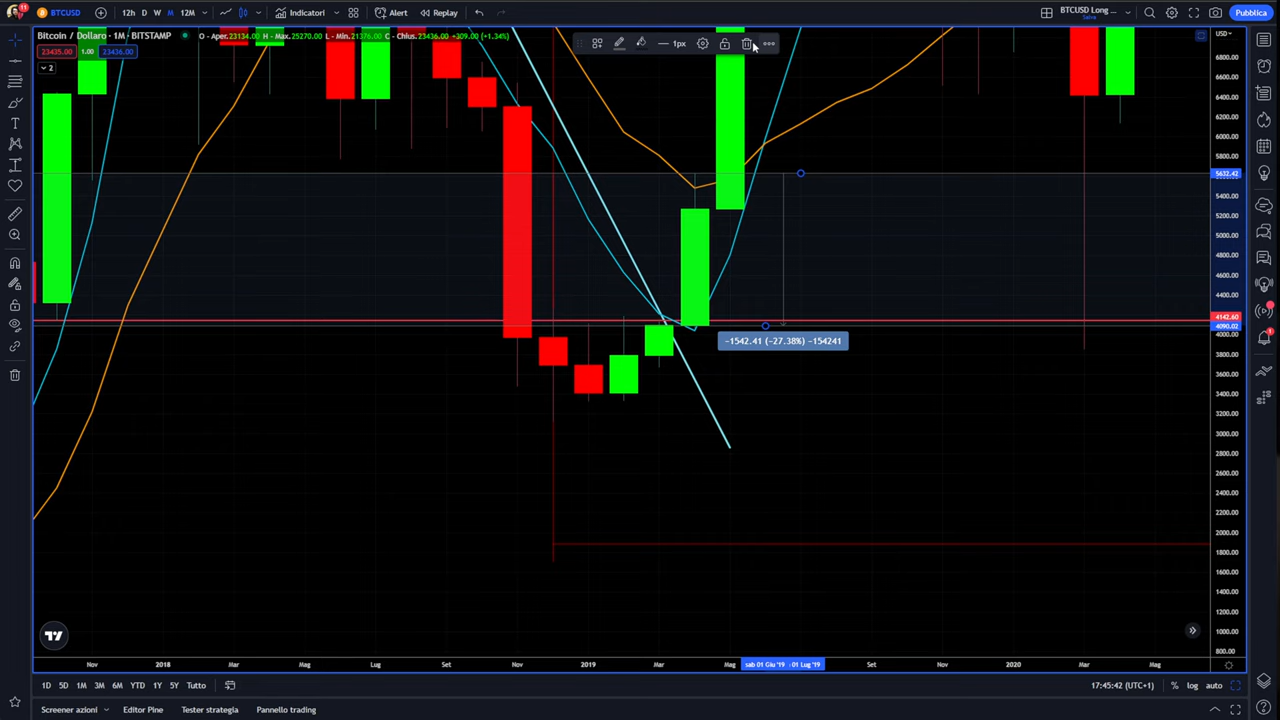 11
BTCUSD
12h D W M 12M
Indicatori
Alert
Replay
BTCUSD Long ...
Salva
Pubblica
Bitcoin / Dollaro · 1M · BITSTAMP
O - Aper.23134.00 H - Max.25270.00 L - Min.21376.00 C - Chius.23436.00 +309.00 (+1.34%)
23435.00 1.00 23436.00
2
1px
USD
6800.00
6600.00
6400.00
6200.00
6000.00
5800.00
5632.42
5400.00
5200.00
5000.00
4800.00
4600.00
4400.00
4142.60
4090.02
4000.00
3800.00
3600.00
3400.00
3200.00
3000.00
2800.00
2600.00
2400.00
2200.00
2000.00
1800.00
1600.00
1400.00
1200.00
1000.00
800.00
−1542.41 (−27.38%) −154241
Nov 2018 Mar Mag Lug Set Nov 2019 Mar Mag sab 01 Giu '19 01 Lug '19 Set Nov 2020 Mar Mag
1D 5D 1M 3M 6M YTD 1Y 5Y Tutto
17:45:42 (UTC+1) % log auto
Screener azioni Editor Pine Tester strategia Pannello trading